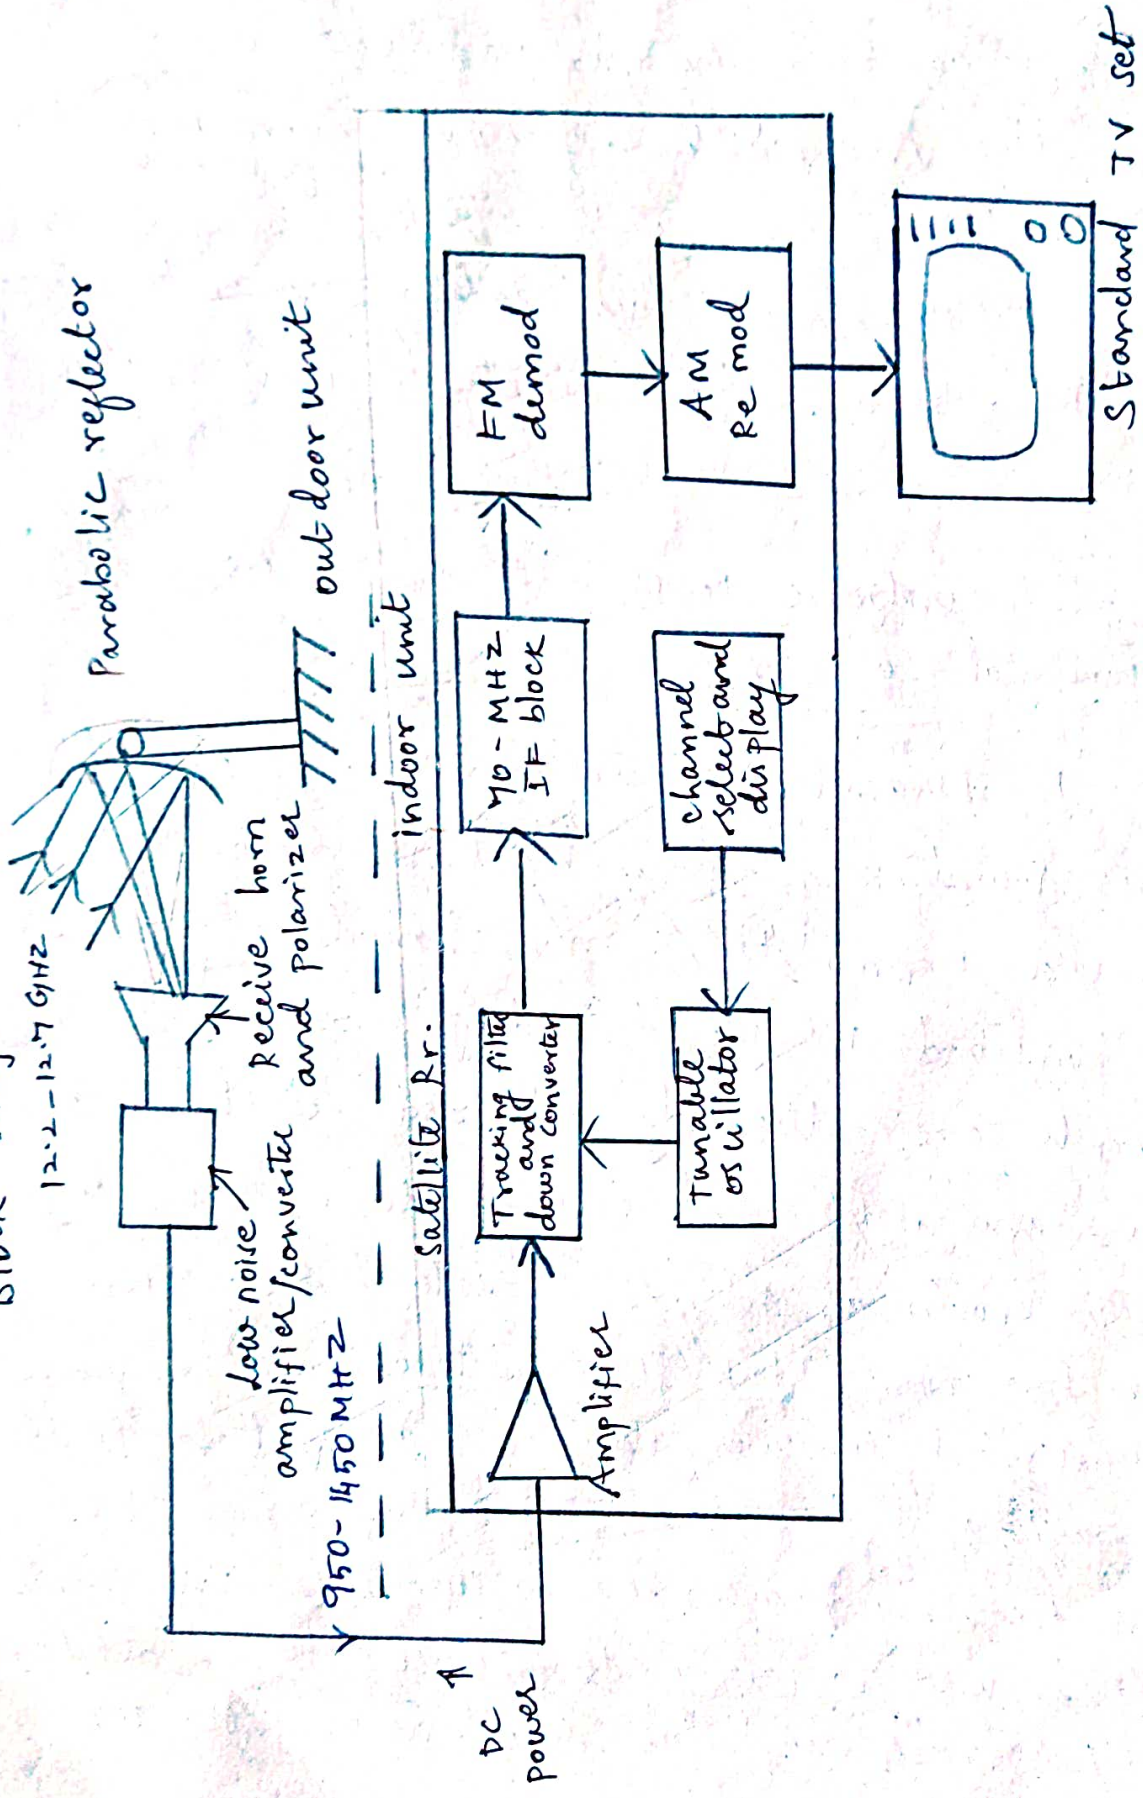 12.2-12.7 GHZ
Parabolic reflector
Receive horn
and polarizer
Low noise
amplifier/converter
950-1450MHZ
out door unit
indoor unit
Satellite Rr.
DC
power
Amplifier
Tracking filter
and
down converter
70-MHZ
IF block
FM
demod
Tunable
oscillator
channel
select and
display
AM
Re mod
Standard TV set